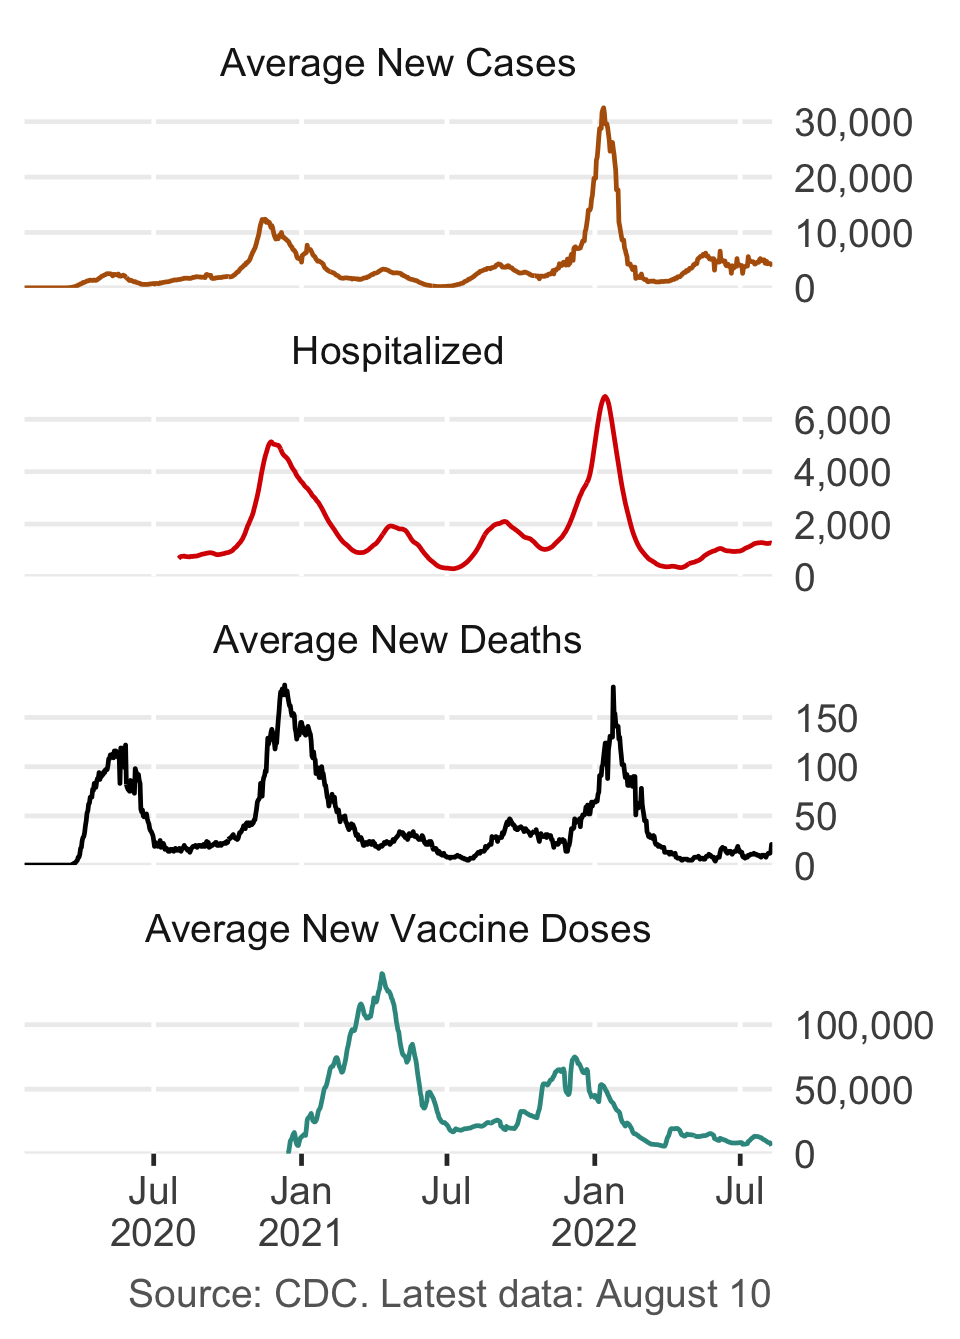 Average New Cases
30,000
20,000
10,000
0
Hospitalized
6,000
4,000
2,000
0
Average New Deaths
150
100
50
0
Average New Vaccine Doses
100,000
50,000
0
Jul Jan Jul Jan Jul
2020 2021 2022
Source: CDC. Latest data: August 10